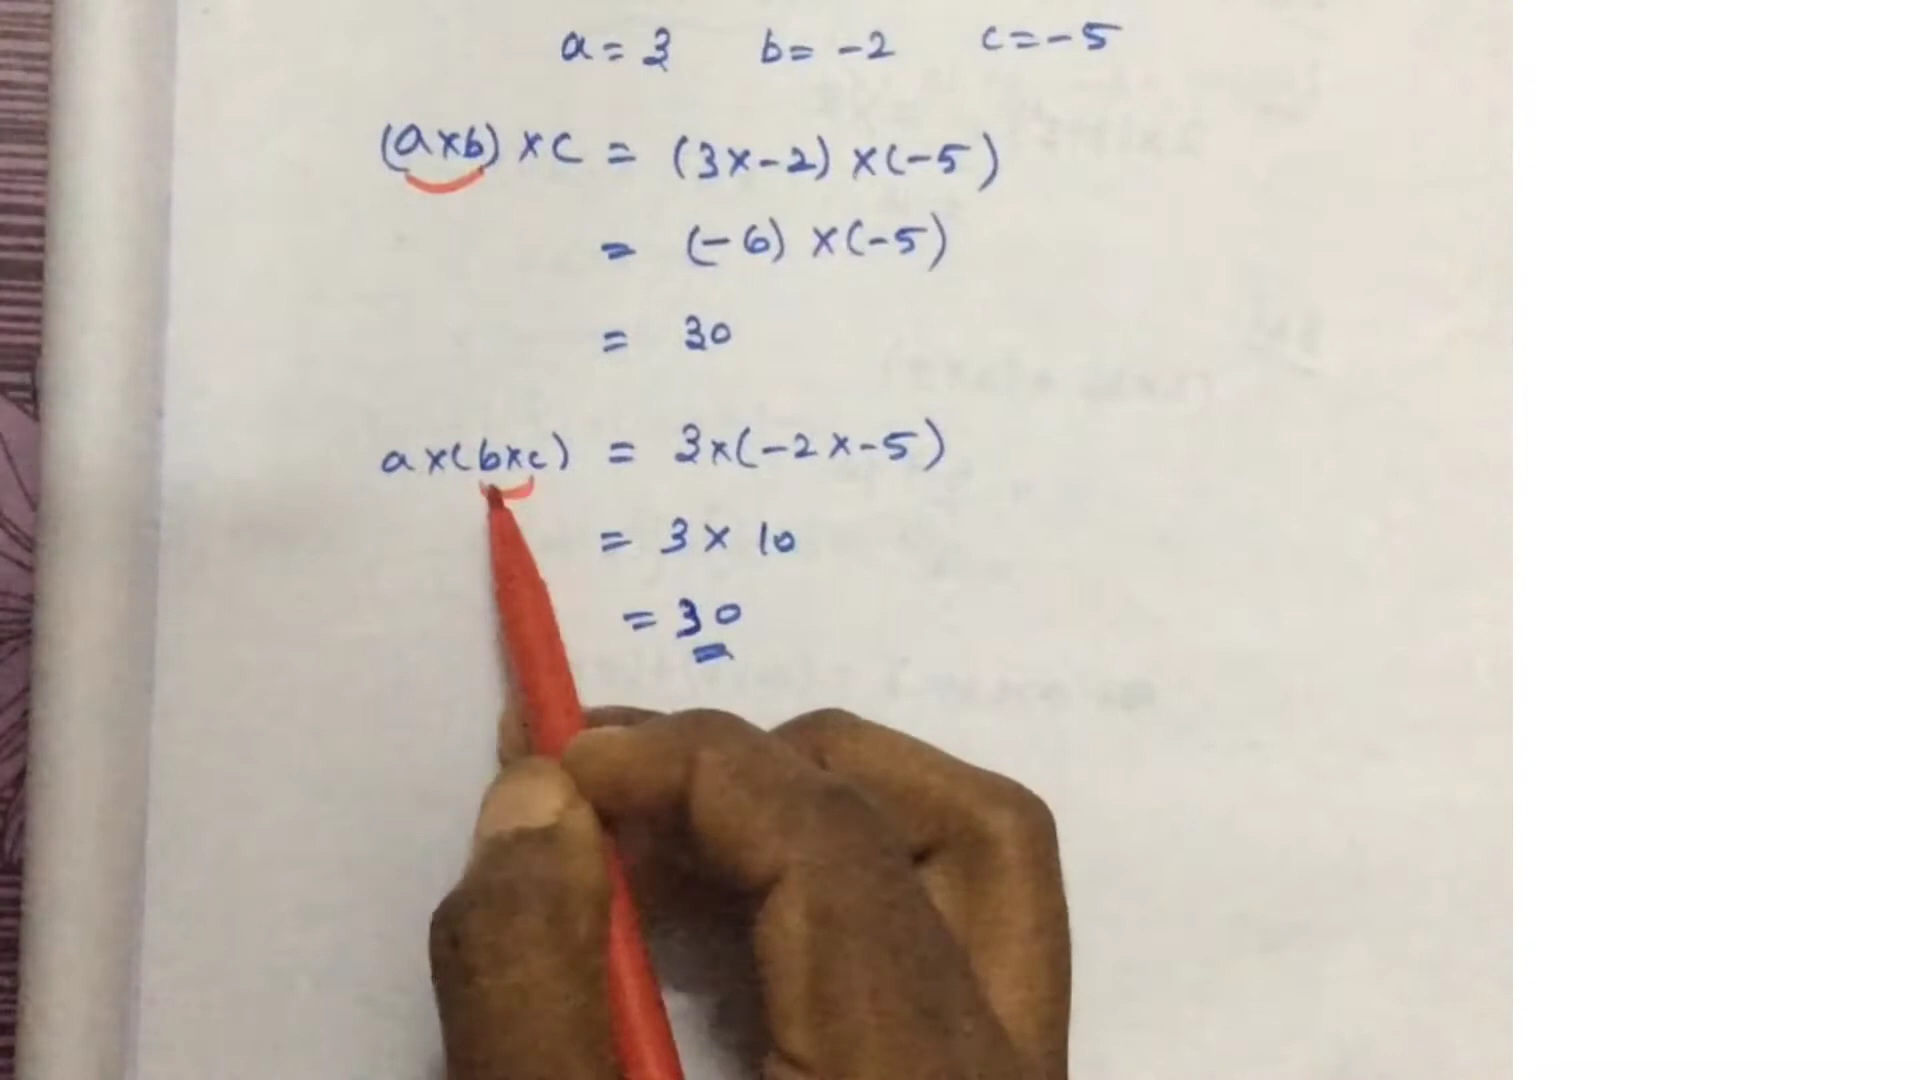 a = 3 b = -2 c = -5
(a×b) × c = (3×-2) ×(-5)
= (-6) ×(-5)
= 30
a×(b×c) = 3×(-2×-5)
= 3 × 10
= 30